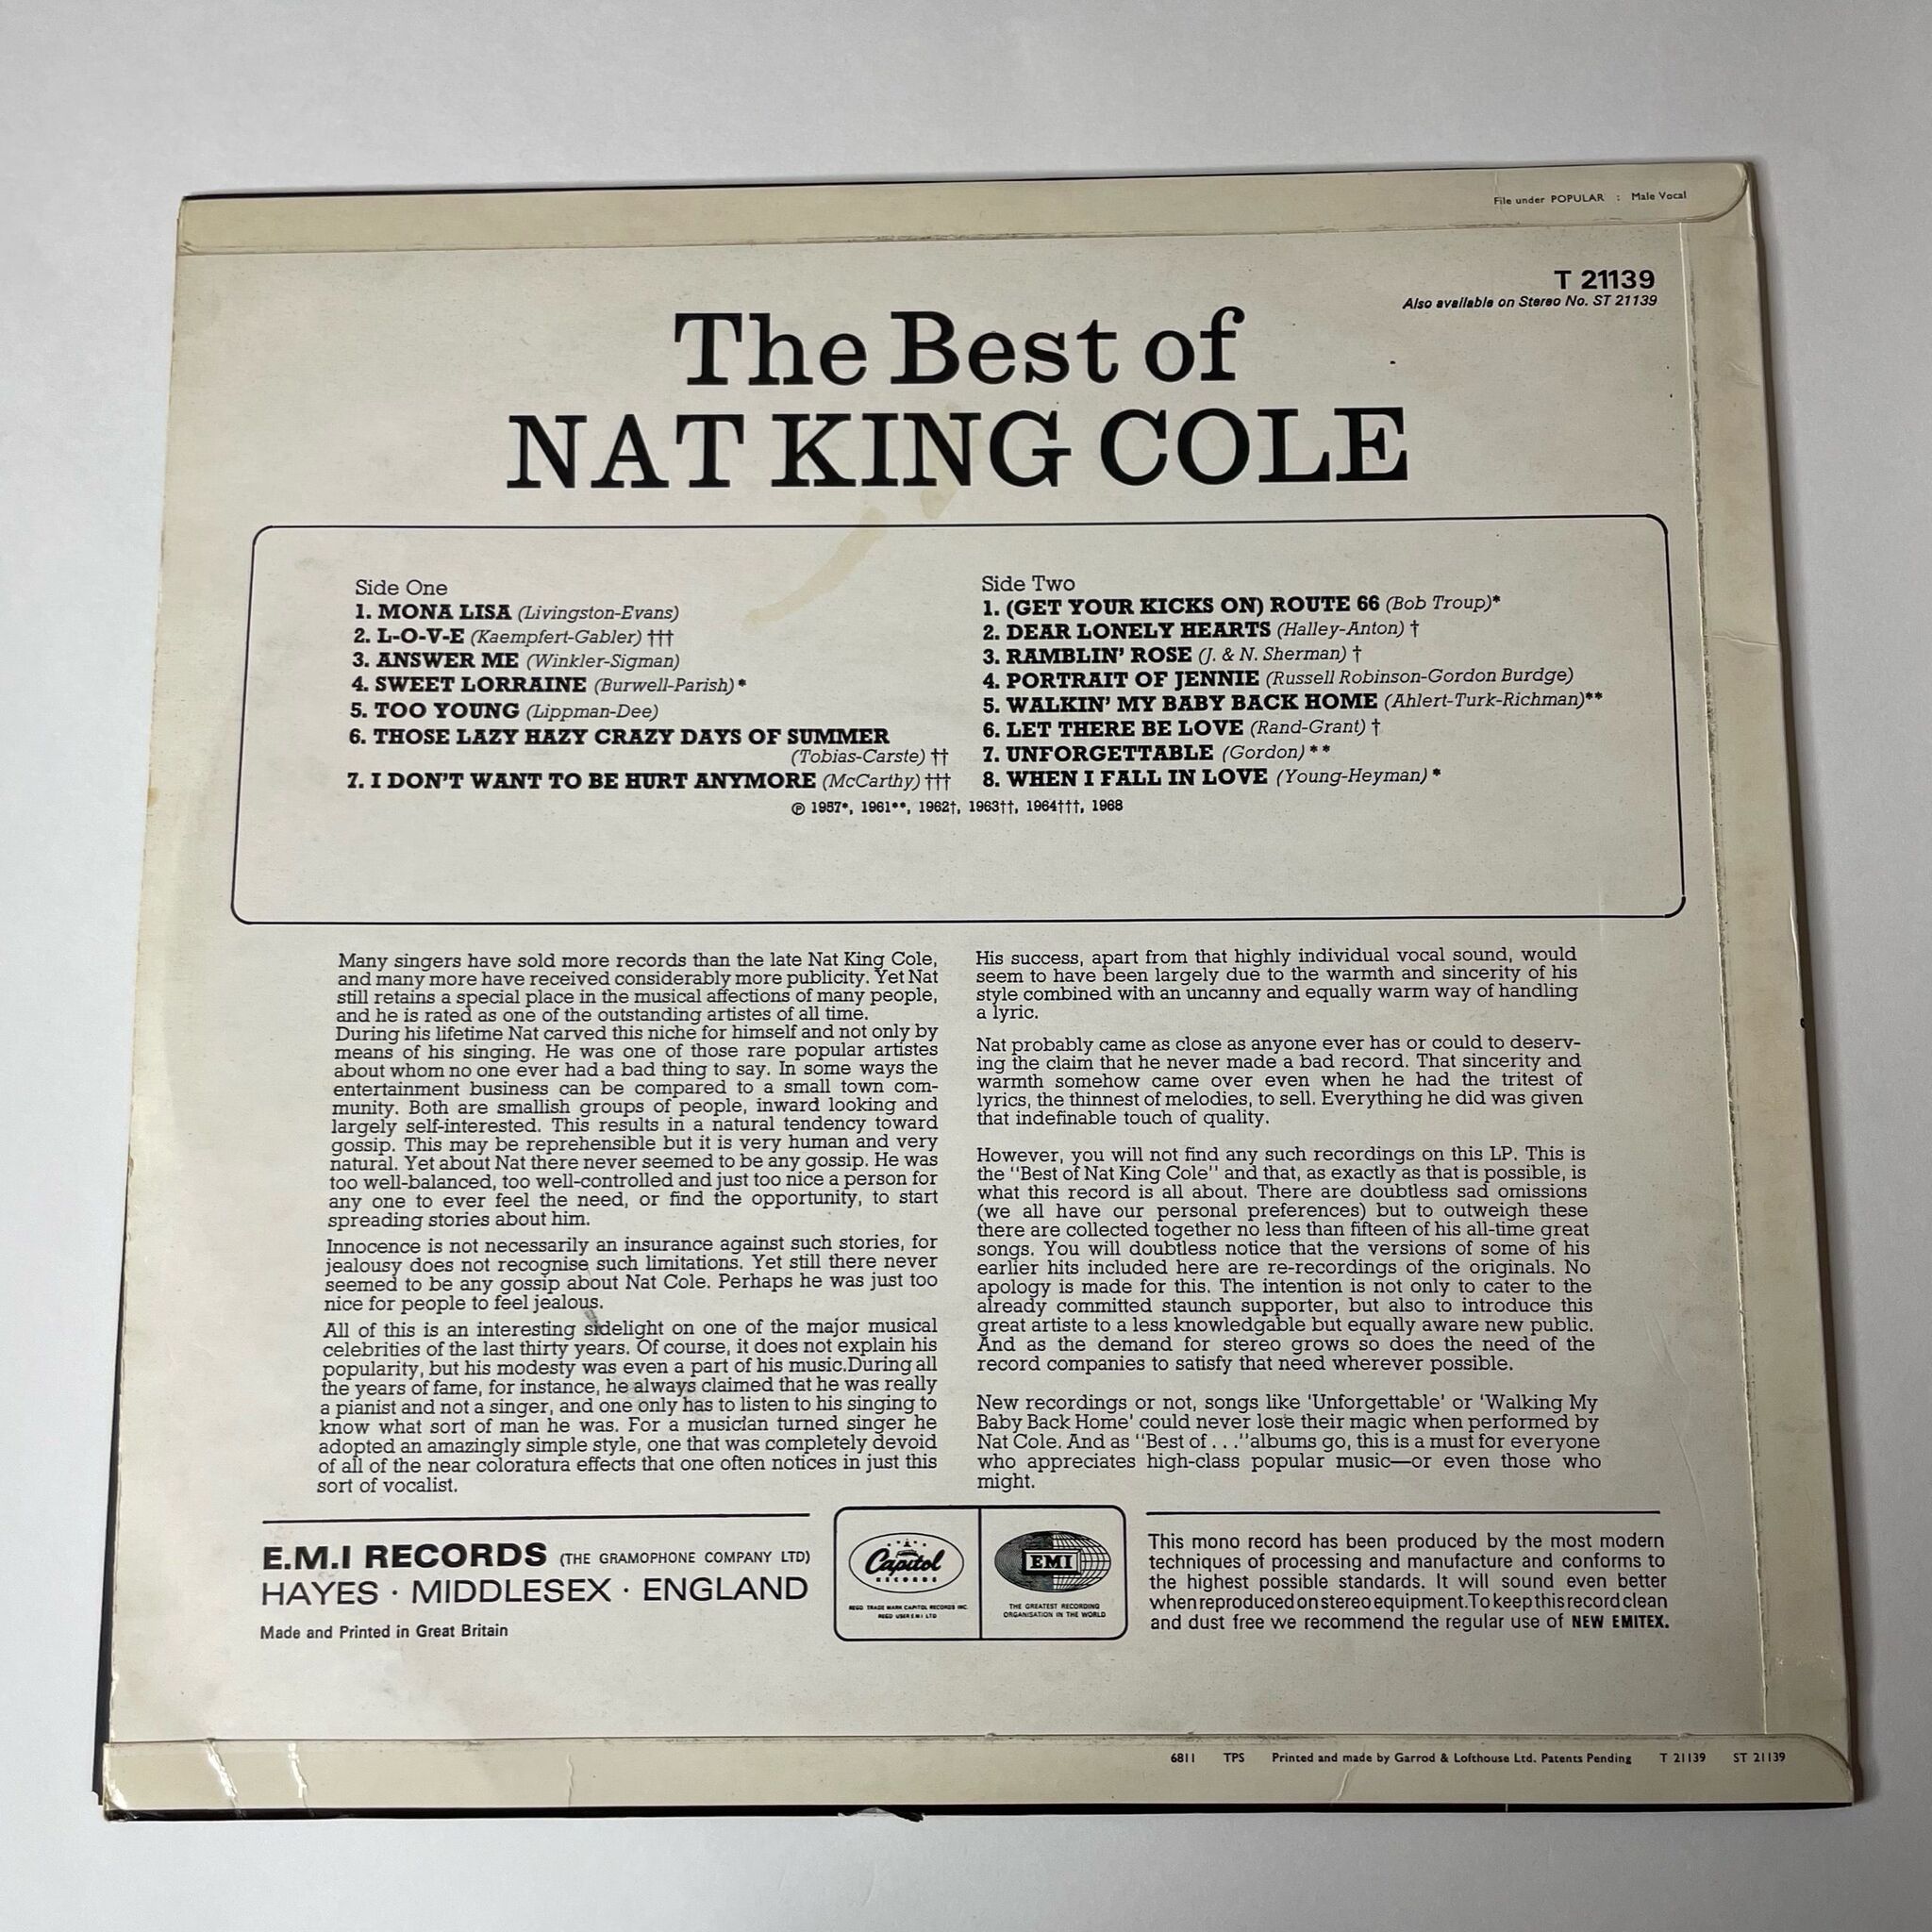 File under POPULAR : Male Vocal
T 21139
Also available on Stereo No. ST 21139
The Best of
NAT KING COLE
Side One
1. MONA LISA (Livingston-Evans)
2. L-O-V-E (Kaempfert-Gabler) †††
3. ANSWER ME (Winkler-Sigman)
4. SWEET LORRAINE (Burwell-Parish) *
5. TOO YOUNG (Lippman-Dee)
6. THOSE LAZY HAZY CRAZY DAYS OF SUMMER
(Tobias-Carste) ††
7. I DON'T WANT TO BE HURT ANYMORE (McCarthy) †††
Side Two
1. (GET YOUR KICKS ON) ROUTE 66 (Bob Troup)*
2. DEAR LONELY HEARTS (Halley-Anton) †
3. RAMBLIN' ROSE (J. & N. Sherman) †
4. PORTRAIT OF JENNIE (Russell Robinson-Gordon Burdge)
5. WALKIN' MY BABY BACK HOME (Ahlert-Turk-Richman)**
6. LET THERE BE LOVE (Rand-Grant) †
7. UNFORGETTABLE (Gordon) **
8. WHEN I FALL IN LOVE (Young-Heyman) *
℗ 1957*, 1961**, 1962†, 1963††, 1964†††, 1968
Many singers have sold more records than the late Nat King Cole,
and many more have received considerably more publicity. Yet Nat
still retains a special place in the musical affections of many people,
and he is rated as one of the outstanding artistes of all time.
During his lifetime Nat carved this niche for himself and not only by
means of his singing. He was one of those rare popular artistes
about whom no one ever had a bad thing to say. In some ways the
entertainment business can be compared to a small town com-
munity. Both are smallish groups of people, inward looking and
largely self-interested. This results in a natural tendency toward
gossip. This may be reprehensible but it is very human and very
natural. Yet about Nat there never seemed to be any gossip. He was
too well-balanced, too well-controlled and just too nice a person for
any one to ever feel the need, or find the opportunity, to start
spreading stories about him.
Innocence is not necessarily an insurance against such stories, for
jealousy does not recognise such limitations. Yet still there never
seemed to be any gossip about Nat Cole. Perhaps he was just too
nice for people to feel jealous.
All of this is an interesting sidelight on one of the major musical
celebrities of the last thirty years. Of course, it does not explain his
popularity, but his modesty was even a part of his music.During all
the years of fame, for instance, he always claimed that he was really
a pianist and not a singer, and one only has to listen to his singing to
know what sort of man he was. For a musician turned singer he
adopted an amazingly simple style, one that was completely devoid
of all of the near coloratura effects that one often notices in just this
sort of vocalist.
His success, apart from that highly individual vocal sound, would
seem to have been largely due to the warmth and sincerity of his
style combined with an uncanny and equally warm way of handling
a lyric.
Nat probably came as close as anyone ever has or could to deserv-
ing the claim that he never made a bad record. That sincerity and
warmth somehow came over even when he had the tritest of
lyrics, the thinnest of melodies, to sell. Everything he did was given
that indefinable touch of quality.
However, you will not find any such recordings on this LP. This is
the "Best of Nat King Cole" and that, as exactly as that is possible, is
what this record is all about. There are doubtless sad omissions
(we all have our personal preferences) but to outweigh these
there are collected together no less than fifteen of his all-time great
songs. You will doubtless notice that the versions of some of his
earlier hits included here are re-recordings of the originals. No
apology is made for this. The intention is not only to cater to the
already committed staunch supporter, but also to introduce this
great artiste to a less knowledgable but equally aware new public.
And as the demand for stereo grows so does the need of the
record companies to satisfy that need wherever possible.
New recordings or not, songs like 'Unforgettable' or 'Walking My
Baby Back Home' could never lose their magic when performed by
Nat Cole. And as "Best of . . ."albums go, this is a must for everyone
who appreciates high-class popular music—or even those who
might.
E.M.I RECORDS (THE GRAMOPHONE COMPANY LTD)
HAYES · MIDDLESEX · ENGLAND
Made and Printed in Great Britain
Capitol
RECORDS
REGD. TRADE MARK CAPITOL RECORDS INC.
REGD USER E M I LTD
EMI
THE GREATEST RECORDING
ORGANISATION IN THE WORLD
This mono record has been produced by the most modern
techniques of processing and manufacture and conforms to
the highest possible standards. It will sound even better
when reproduced on stereo equipment.To keep this record clean
and dust free we recommend the regular use of NEW EMITEX.
6811 TPS Printed and made by Garrod & Lofthouse Ltd. Patents Pending T 21139 ST 21139